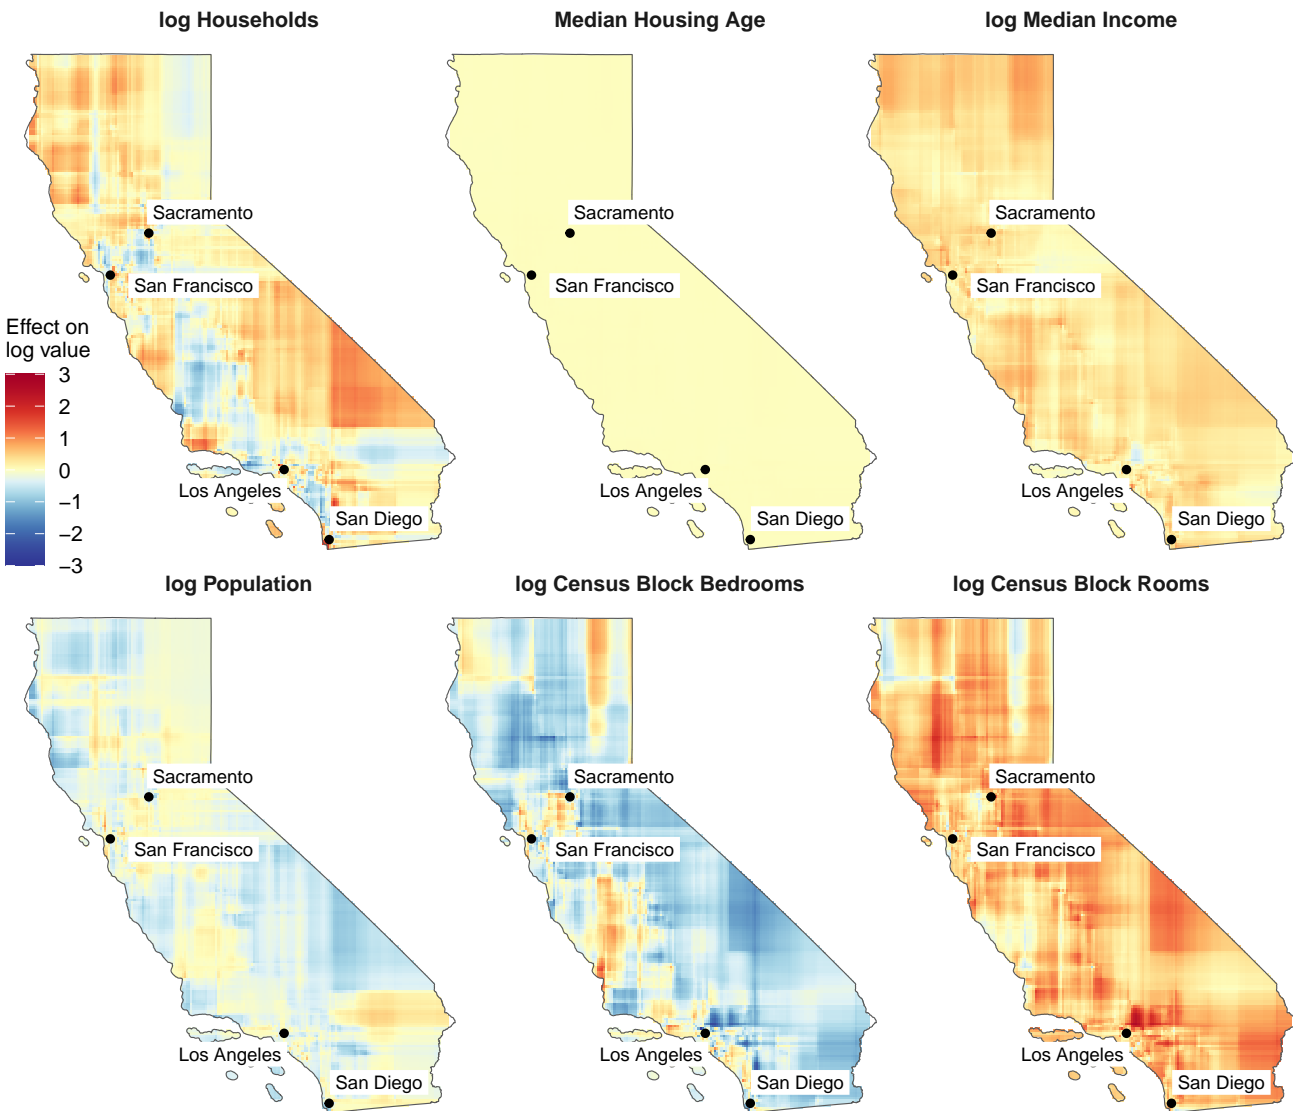 log Households
Median Housing Age
log Median Income
Sacramento
San Francisco
Los Angeles
San Diego
Sacramento
San Francisco
Los Angeles
San Diego
Sacramento
San Francisco
Los Angeles
San Diego
Effect on
log value
3
2
1
0
−1
−2
−3
log Population
log Census Block Bedrooms
log Census Block Rooms
Sacramento
San Francisco
Los Angeles
San Diego
Sacramento
San Francisco
Los Angeles
San Diego
Sacramento
San Francisco
Los Angeles
San Diego